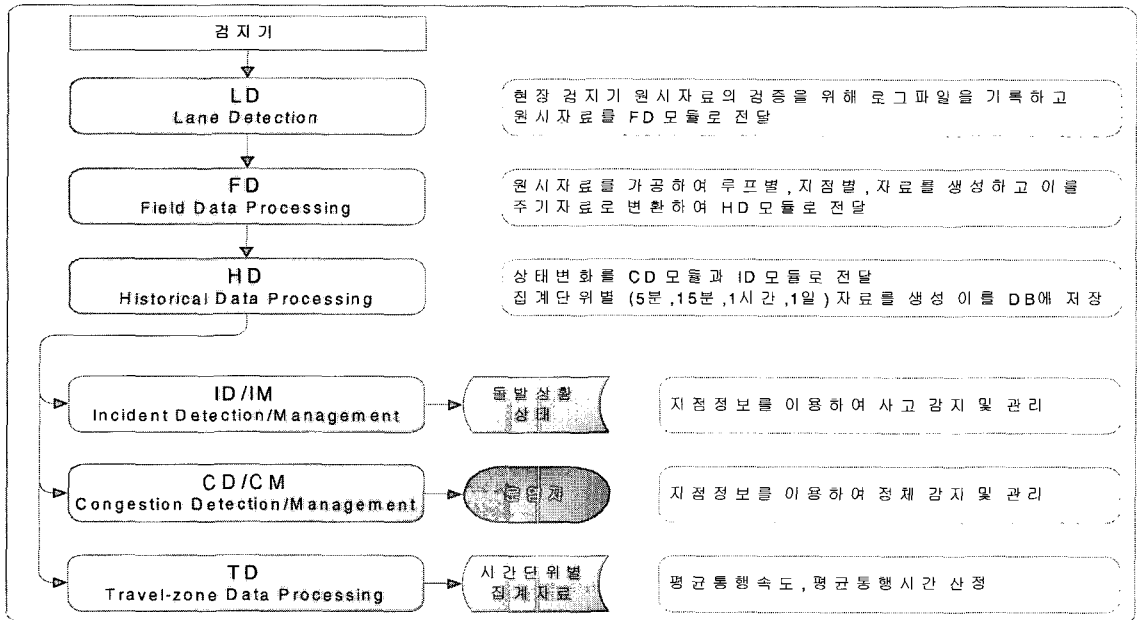 검지기
LD
Lane Detection
현장 검지기 원시자료의 검증을 위해 로그파일을 기록하고
원시자료를 FD 모듈로 전달
FD
Field Data Processing
원시자료를 가공하여 루프별,지점별,자료를 생성하고 이를
주기자료로 변환하여 HD 모듈로 전달
HD
Historical Data Processing
상태변화를 CD 모듈과 ID 모듈로 전달
집계단위별 (5분,15분,1시간,1일) 자료를 생성 이를 DB에 저장
ID/IM
Incident Detection/Management
돌발상황
상태
지점정보를 이용하여 사고 감지 및 관리
CD/CM
Congestion Detection/Management
운영자
지점정보를 이용하여 정체 감지 및 관리
TD
Travel-zone Data Processing
시간단위별
집계자료
평균통행속도,평균통행시간 산정